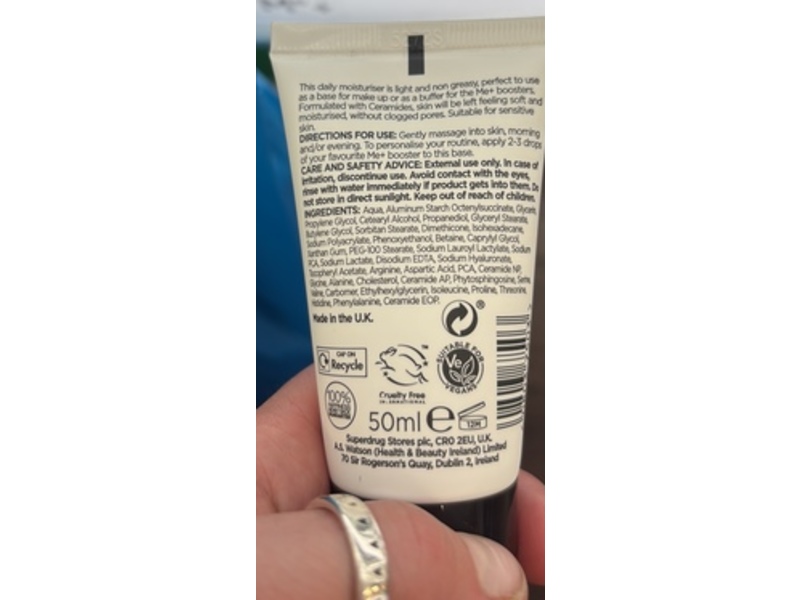 This daily moisturiser is light and non greasy, perfect to use
as a base for make up or as a buffer for the Me+ boosters.
Formulated with Ceramides, skin will be left feeling soft and
moisturised, without clogged pores. Suitable for sensitive
skin.
DIRECTIONS FOR USE: Gently massage into skin, morning
and/or evening. To personalise your routine, apply 2-3 drops
of your favourite Me+ booster to this base.
CARE AND SAFETY ADVICE: External use only. In case of
irritation, discontinue use. Avoid contact with the eyes,
rinse with water immediately if product gets into them. Do
not store in direct sunlight. Keep out of reach of children.
INGREDIENTS: Aqua, Aluminum Starch Octenylsuccinate,
Propylene Glycol, Cetearyl Alcohol, Propanediol, Glyceryl Stearate,
Butylene Glycol, Sorbitan Stearate, Dimethicone, Isohexadecane,
Sodium Polyacrylate, Phenoxyethanol, Betaine, Caprylyl Glycol,
Xanthan Gum, PEG-100 Stearate, Sodium Lauroyl Lactylate, Sodium
PCA, Sodium Lactate, Disodium EDTA, Sodium Hyaluronate,
Tocopheryl Acetate, Arginine, Aspartic Acid, PCA, Ceramide NP,
Glycine, Alanine, Cholesterol, Ceramide AP, Phytosphingosine, Serine
Valine, Carbomer, Ethylhexylglycerin, Isoleucine, Proline, Threonine,
Histidine, Phenylalanine, Ceramide EOP.
Made in the U.K.
CAP ON
Recycle
Cruelty Free
INTERNATIONAL
SUITABLE FOR
Ve
VEGANS
100%
50ml e 12M
Superdrug Stores plc, CR0 2EU, U.K.
A.S. Watson (Health & Beauty Ireland) Limited
70 Sir Rogerson's Quay, Dublin 2, Ireland